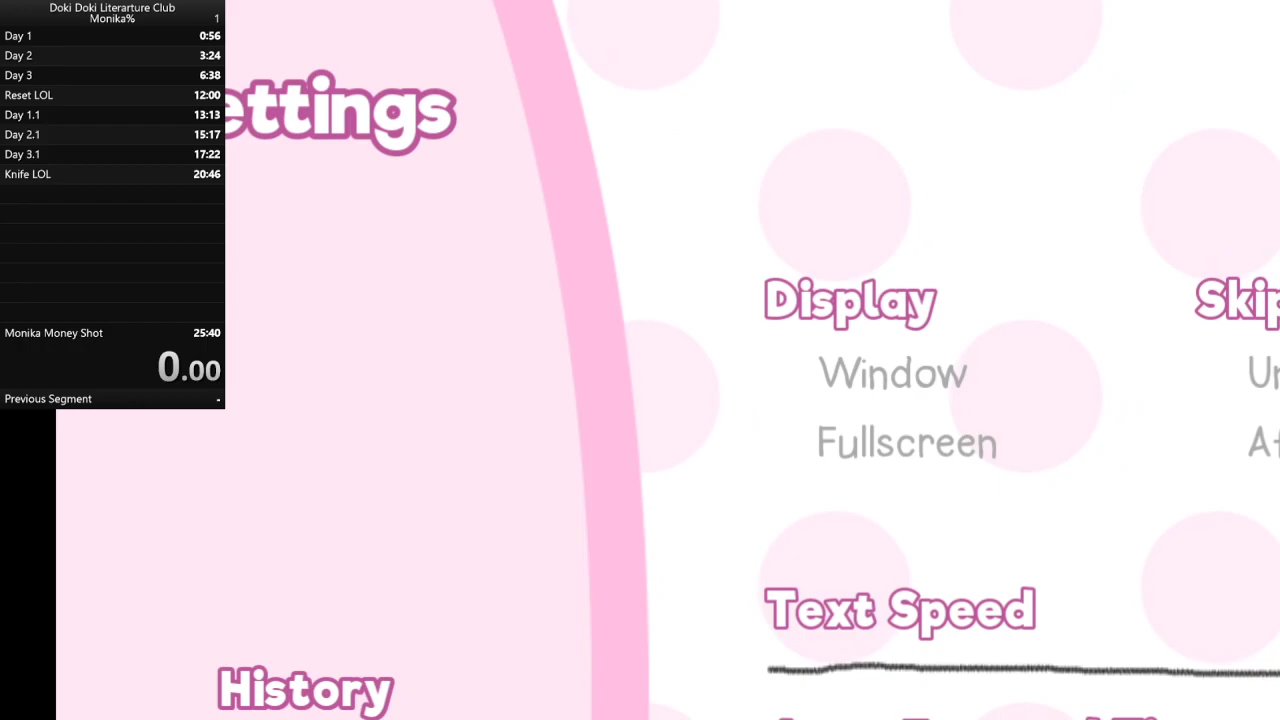 Doki Doki Literarture Club
Monika% 1
Day 1 0:56
Day 2 3:24
Day 3 6:38
Reset LOL 12:00
Day 1.1 13:13
Day 2.1 15:17
Day 3.1 17:22
Knife LOL 20:46
Monika Money Shot 25:40
0.00
Previous Segment -
ettings
Display
Window
Fullscreen
Skip
Text Speed
History